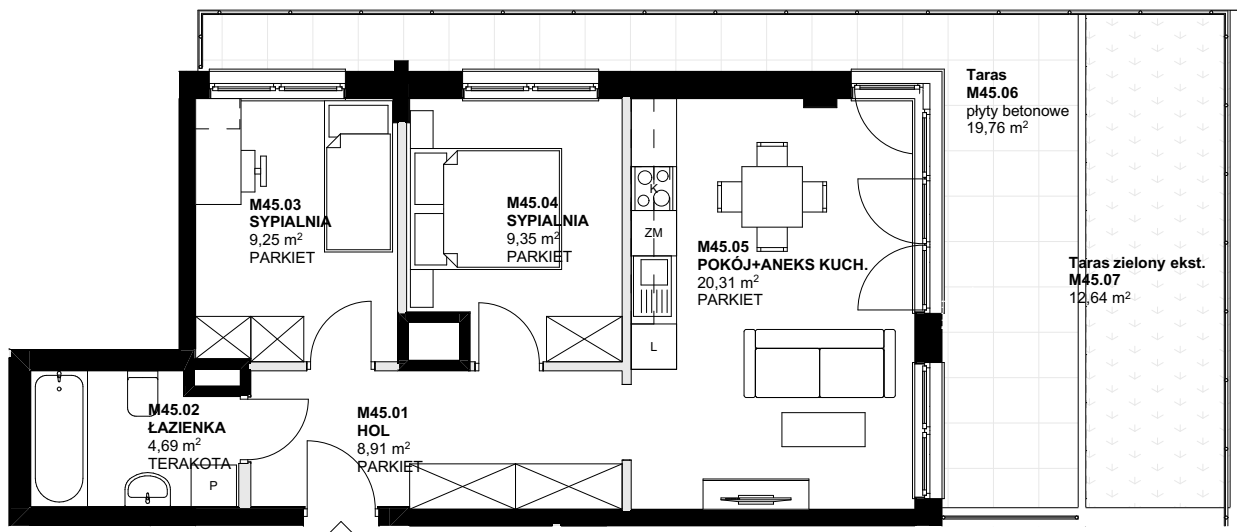 Taras
M45.06
płyty betonowe
19,76 m²
M45.03
SYPIALNIA
9,25 m²
PARKIET
M45.04
SYPIALNIA
9,35 m²
PARKIET
K
ZM
L
M45.05
POKÓJ+ANEKS KUCH.
20,31 m²
PARKIET
Taras zielony ekst.
M45.07
12,64 m²
M45.02
ŁAZIENKA
4,69 m²
TERAKOTA
P
M45.01
HOL
8,91 m²
PARKIET